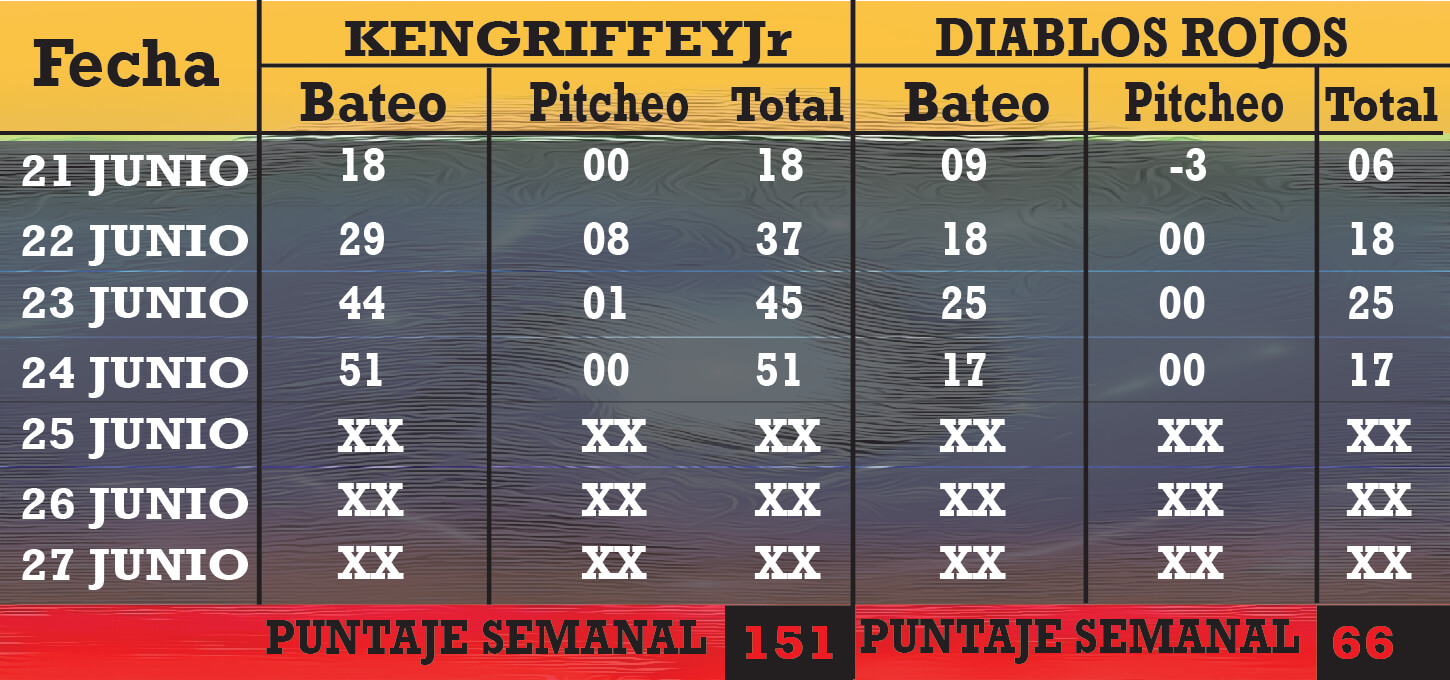 Fecha KENGRIFFEYJr DIABLOS ROJOS
Bateo Pitcheo Total Bateo Pitcheo Total
21 JUNIO 18 00 18 09 -3 06
22 JUNIO 29 08 37 18 00 18
23 JUNIO 44 01 45 25 00 25
24 JUNIO 51 00 51 17 00 17
25 JUNIO XX XX XX XX XX XX
26 JUNIO XX XX XX XX XX XX
27 JUNIO XX XX XX XX XX XX
PUNTAJE SEMANAL 151 PUNTAJE SEMANAL 66